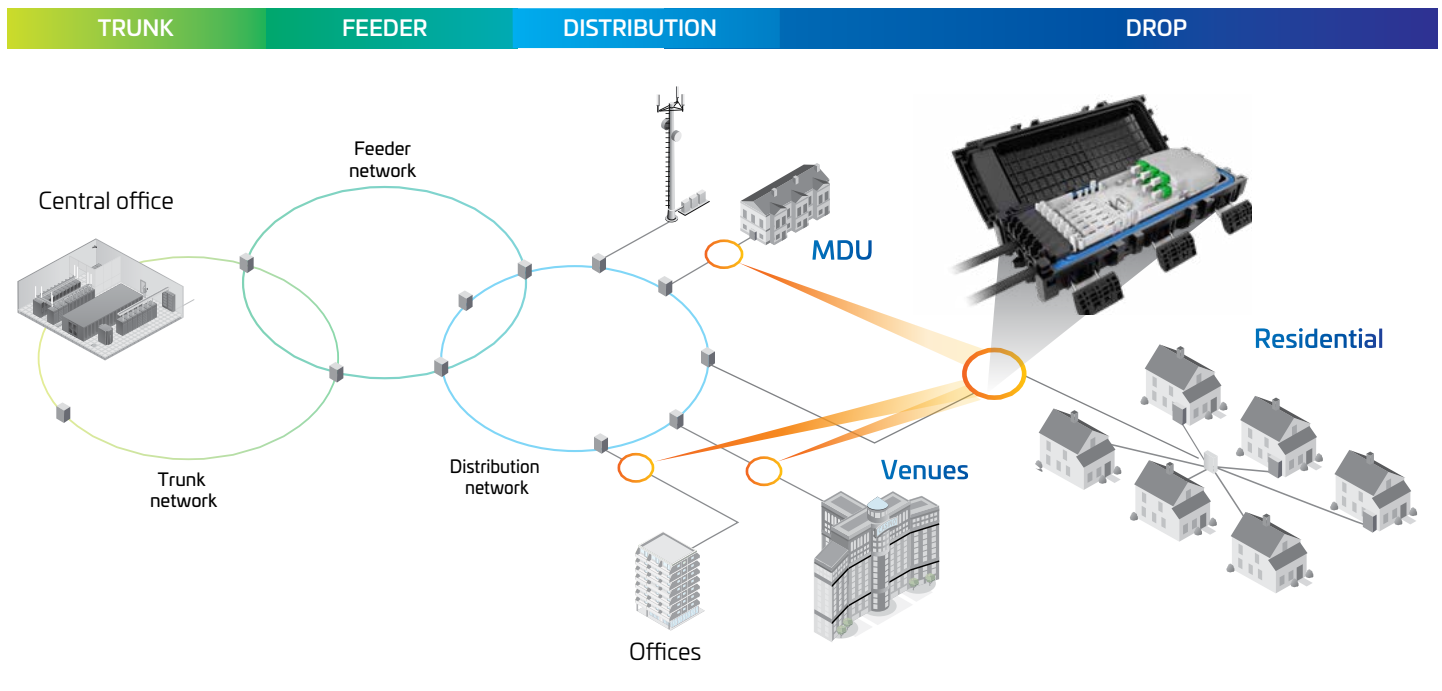 TRUNK
FEEDER
DISTRIBUTION
DROP
Feeder
network
Central office
MDU
Residential
Distribution
network
Venues
Trunk
network
Offices